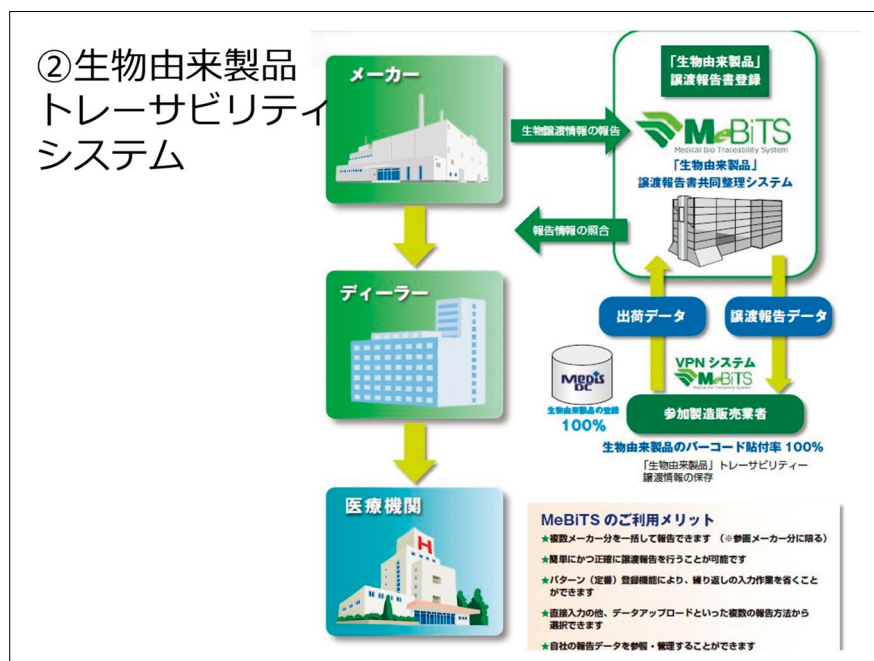 ②生物由来製品
トレーサビリティ
システム
メーカー
生物譲渡情報の報告
「生物由来製品」
譲渡報告書登録
MeBiTS
Medical Bio Traceability System
「生物由来製品」
譲渡報告書共同整理システム
報告情報の照合
ディーラー
出荷データ
譲渡報告データ
VPN システム
MeBiTS
Medical Bio Traceability System
MEDIS
DC
生物由来製品の登録
100%
参加製造販売業者
生物由来製品のバーコード貼付率 100%
「生物由来製品」トレーサビリティー
譲渡情報の保存
医療機関
H
MeBiTS のご利用メリット
★複数メーカー分を一括して報告できます (※参画メーカー分に限る)
★簡単にかつ正確に譲渡報告を行うことが可能です
★パターン(定番)登録機能により、繰り返しの入力作業を省くこと
ができます
★直接入力の他、データアップロードといった複数の報告方法から
選択できます
★自社の報告データを参照・管理することができます